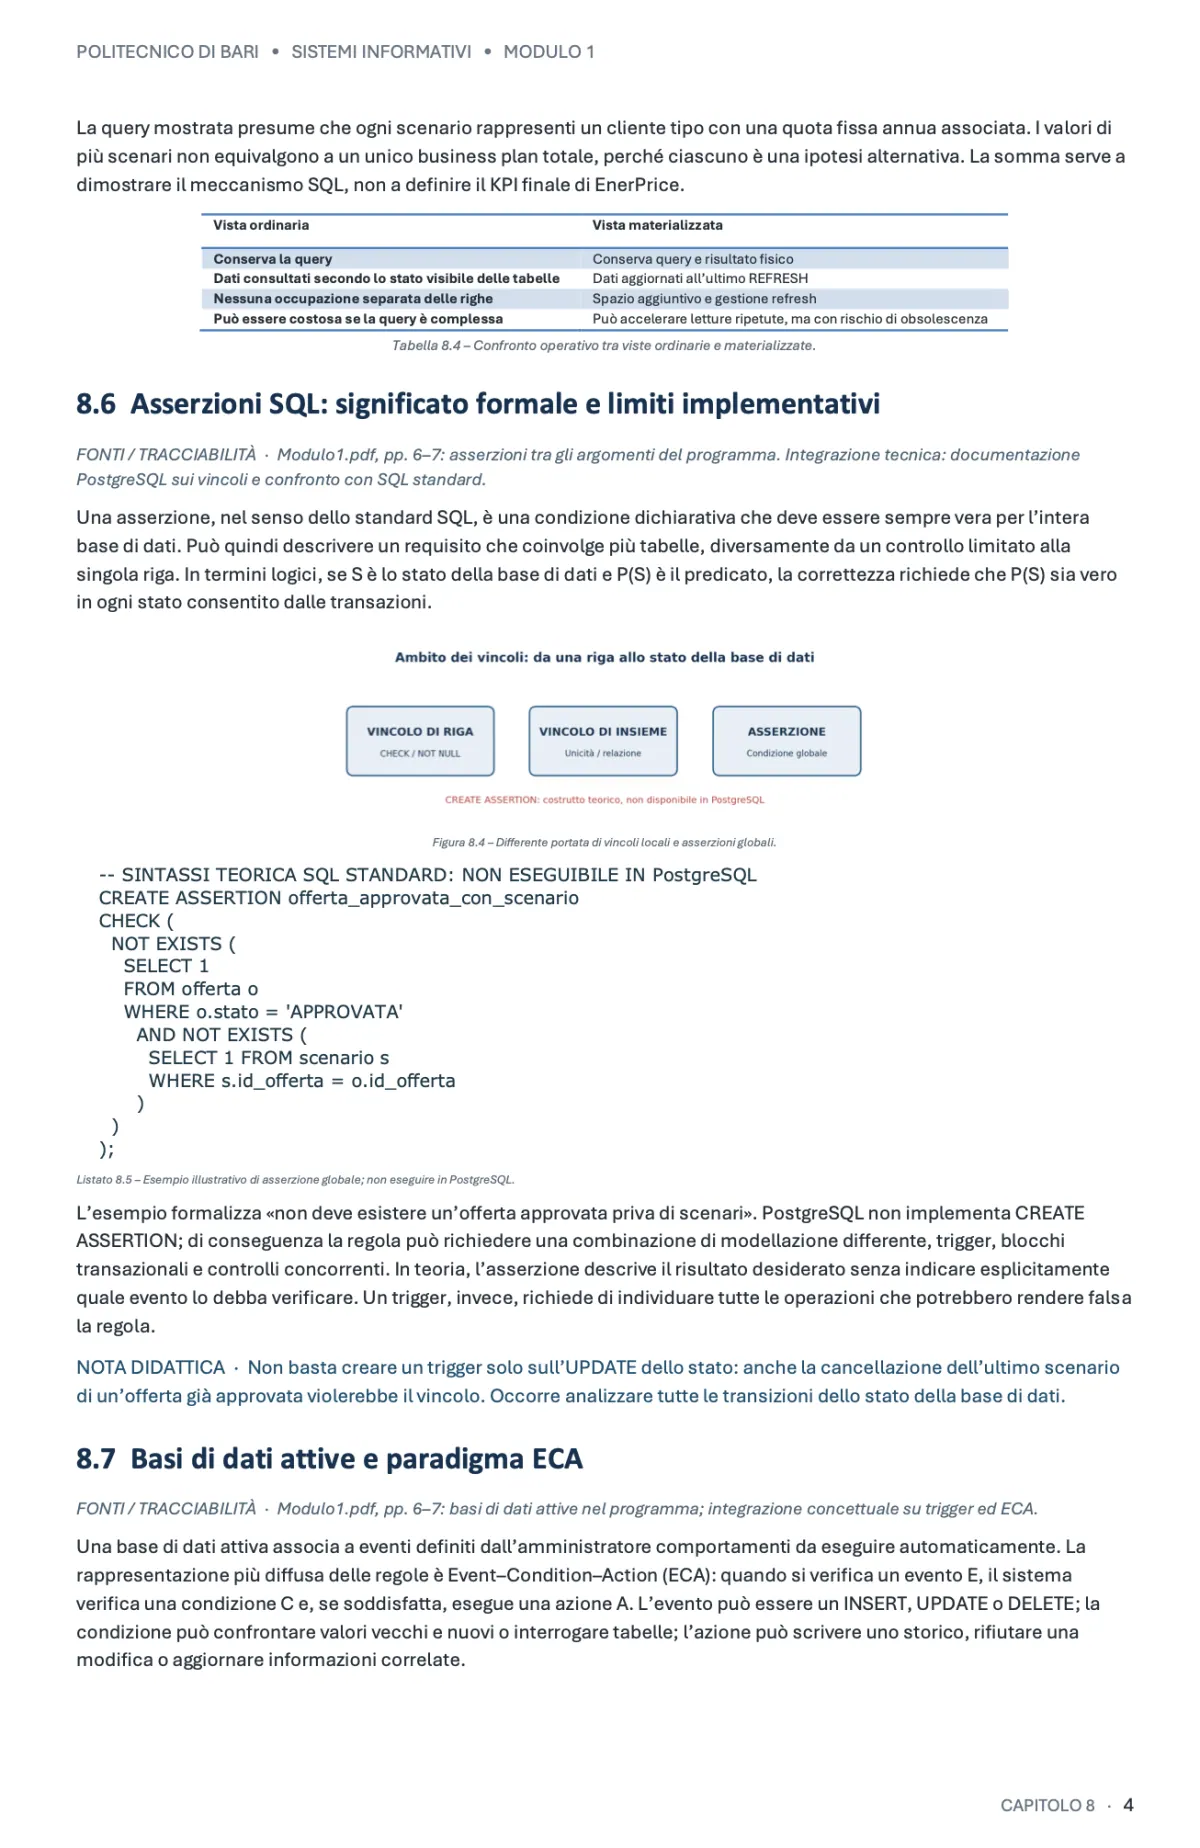 POLITECNICO DI BARI • SISTEMI INFORMATIVI • MODULO 1
La query mostrata presume che ogni scenario rappresenti un cliente tipo con una quota fissa annua associata. I valori di
più scenari non equivalgono a un unico business plan totale, perché ciascuno è una ipotesi alternativa. La somma serve a
dimostrare il meccanismo SQL, non a definire il KPI finale di EnerPrice.
Vista ordinaria Vista materializzata
Conserva la query Conserva query e risultato fisico
Dati consultati secondo lo stato visibile delle tabelle Dati aggiornati all’ultimo REFRESH
Nessuna occupazione separata delle righe Spazio aggiuntivo e gestione refresh
Può essere costosa se la query è complessa Può accelerare letture ripetute, ma con rischio di obsolescenza
Tabella 8.4 – Confronto operativo tra viste ordinarie e materializzate.
8.6 Asserzioni SQL: significato formale e limiti implementativi
FONTI / TRACCIABILITÀ · Modulo1.pdf, pp. 6–7: asserzioni tra gli argomenti del programma. Integrazione tecnica: documentazione
PostgreSQL sui vincoli e confronto con SQL standard.
Una asserzione, nel senso dello standard SQL, è una condizione dichiarativa che deve essere sempre vera per l’intera
base di dati. Può quindi descrivere un requisito che coinvolge più tabelle, diversamente da un controllo limitato alla
singola riga. In termini logici, se S è lo stato della base di dati e P(S) è il predicato, la correttezza richiede che P(S) sia vero
in ogni stato consentito dalle transazioni.
Ambito dei vincoli: da una riga allo stato della base di dati
VINCOLO DI RIGA VINCOLO DI INSIEME ASSERZIONE
CHECK / NOT NULL Unicità / relazione Condizione globale
CREATE ASSERTION: costrutto teorico, non disponibile in PostgreSQL
Figura 8.4 – Differente portata di vincoli locali e asserzioni globali.
-- SINTASSI TEORICA SQL STANDARD: NON ESEGUIBILE IN PostgreSQL
CREATE ASSERTION offerta_approvata_con_scenario
CHECK (
NOT EXISTS (
SELECT 1
FROM offerta o
WHERE o.stato = 'APPROVATA'
AND NOT EXISTS (
SELECT 1 FROM scenario s
WHERE s.id_offerta = o.id_offerta
)
)
);
Listato 8.5 – Esempio illustrativo di asserzione globale; non eseguire in PostgreSQL.
L’esempio formalizza «non deve esistere un’offerta approvata priva di scenari». PostgreSQL non implementa CREATE
ASSERTION; di conseguenza la regola può richiedere una combinazione di modellazione differente, trigger, blocchi
transazionali e controlli concorrenti. In teoria, l’asserzione descrive il risultato desiderato senza indicare esplicitamente
quale evento lo debba verificare. Un trigger, invece, richiede di individuare tutte le operazioni che potrebbero rendere falsa
la regola.
NOTA DIDATTICA · Non basta creare un trigger solo sull’UPDATE dello stato: anche la cancellazione dell’ultimo scenario
di un’offerta già approvata violerebbe il vincolo. Occorre analizzare tutte le transizioni dello stato della base di dati.
8.7 Basi di dati attive e paradigma ECA
FONTI / TRACCIABILITÀ · Modulo1.pdf, pp. 6–7: basi di dati attive nel programma; integrazione concettuale su trigger ed ECA.
Una base di dati attiva associa a eventi definiti dall’amministratore comportamenti da eseguire automaticamente. La
rappresentazione più diffusa delle regole è Event–Condition–Action (ECA): quando si verifica un evento E, il sistema
verifica una condizione C e, se soddisfatta, esegue una azione A. L’evento può essere un INSERT, UPDATE o DELETE; la
condizione può confrontare valori vecchi e nuovi o interrogare tabelle; l’azione può scrivere uno storico, rifiutare una
modifica o aggiornare informazioni correlate.
CAPITOLO 8 · 4